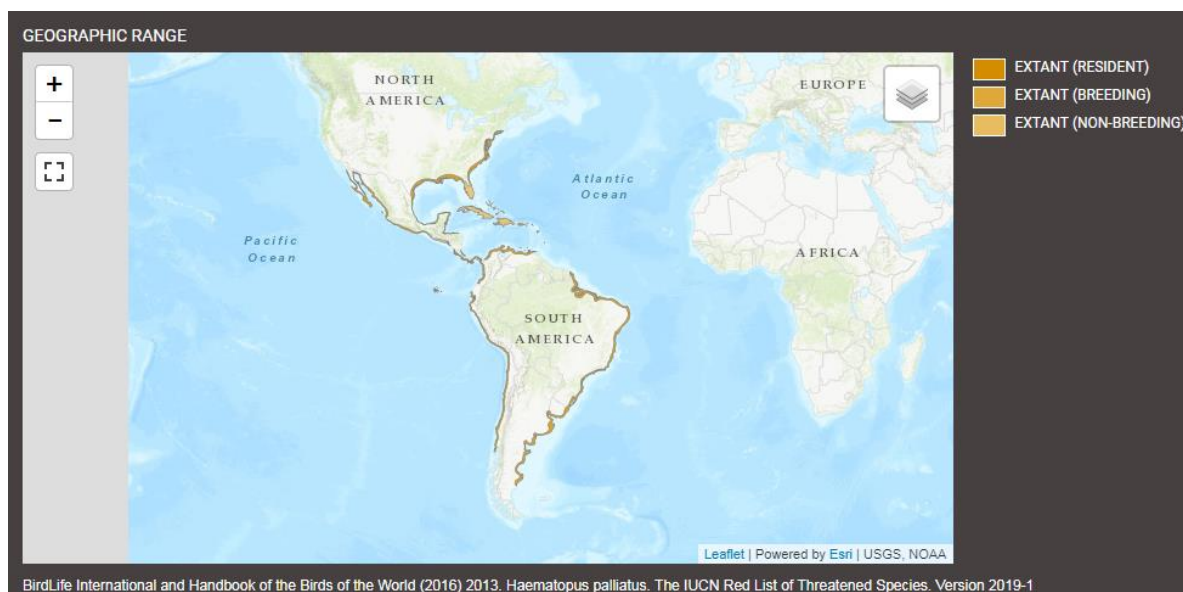 GEOGRAPHIC RANGE
+
−
EXTANT (RESIDENT)
EXTANT (BREEDING)
EXTANT (NON-BREEDING)
NORTH
AMERICA
EUROPE
Atlantic
Ocean
Pacific
Ocean
AFRICA
SOUTH
AMERICA
Leaflet | Powered by Esri | USGS, NOAA
BirdLife International and Handbook of the Birds of the World (2016) 2013. Haematopus palliatus. The IUCN Red List of Threatened Species. Version 2019-1